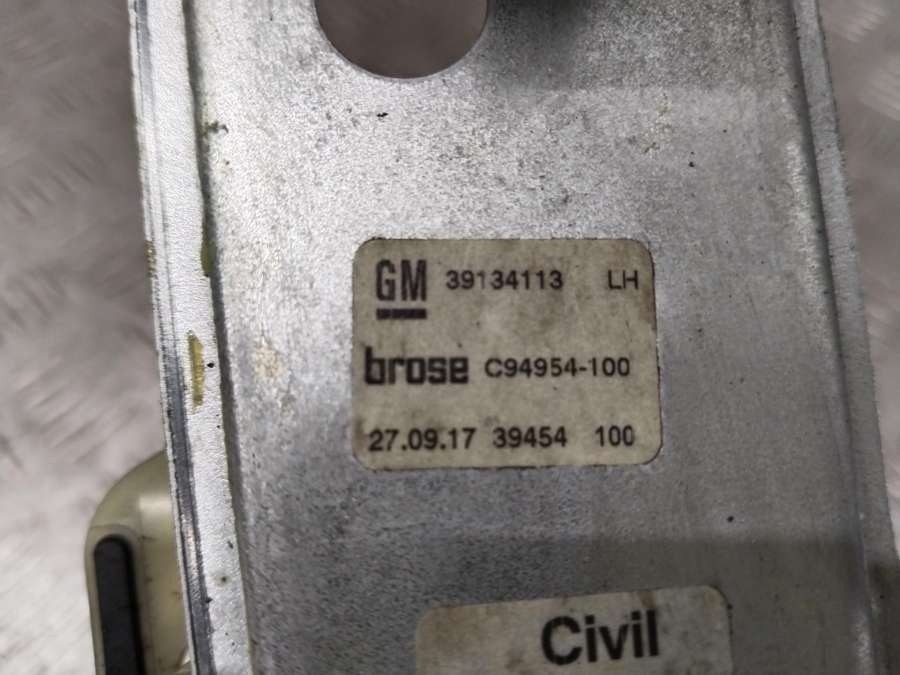 GM 39134113 LH
brose C94954-100
27.09.17 39454 100
Civil